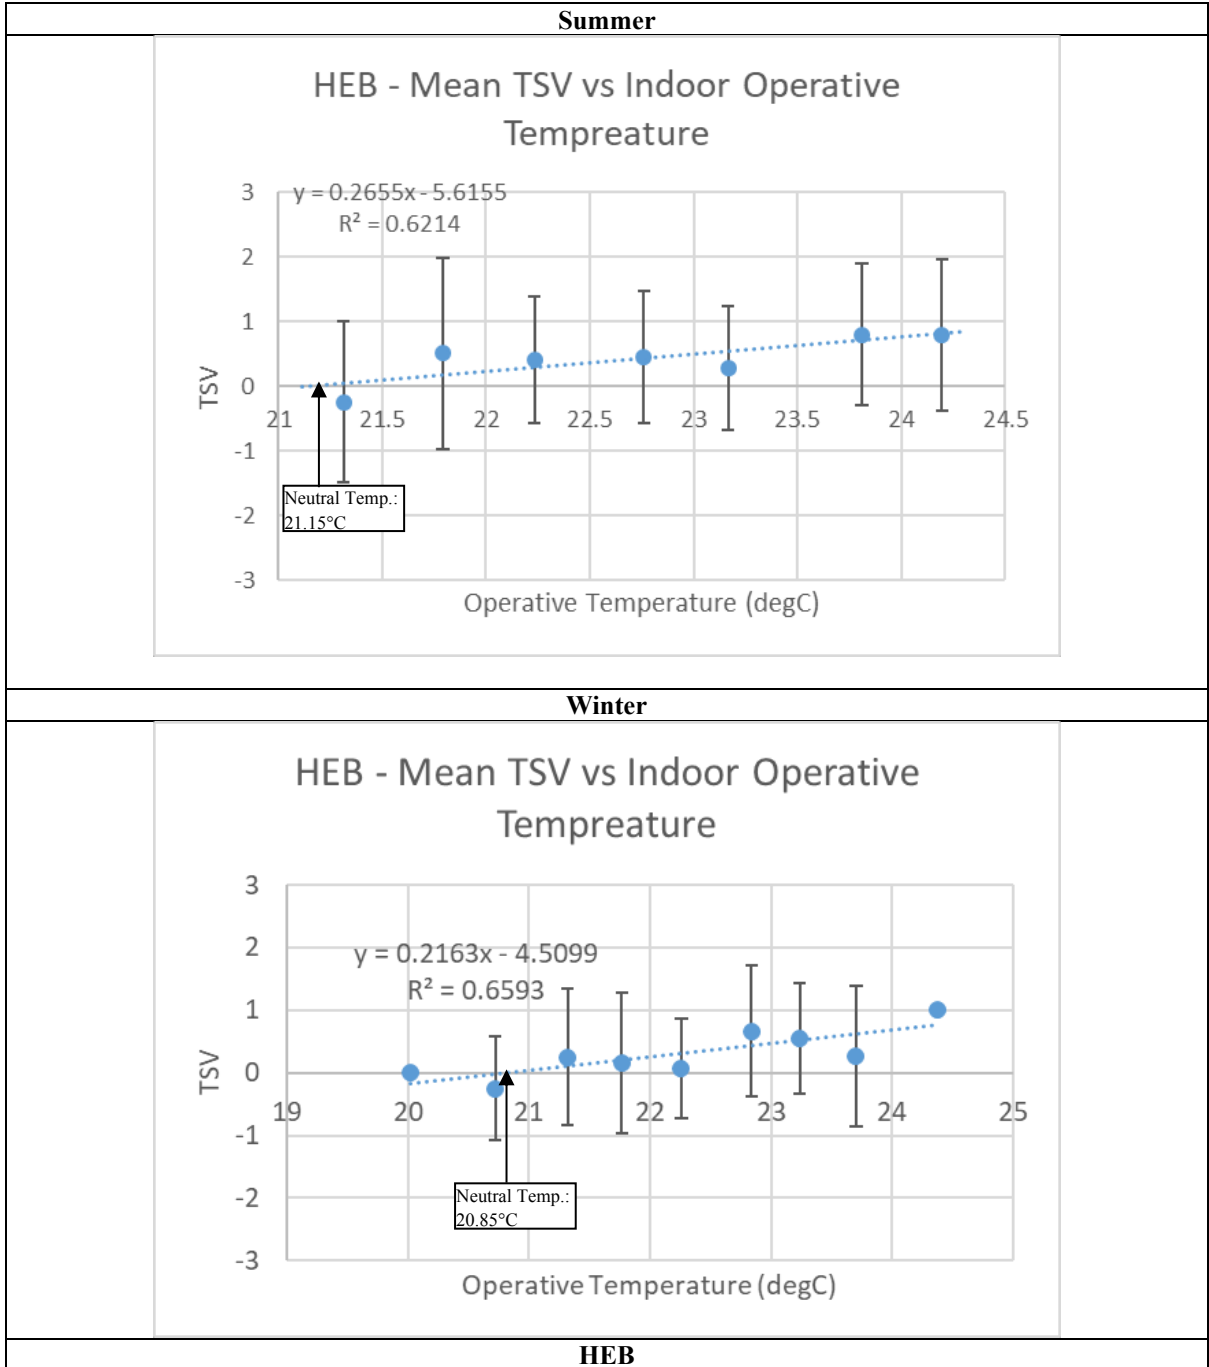 Summer
HEB - Mean TSV vs Indoor Operative
Tempreature
y = 0.2655x - 5.6155
R² = 0.6214
3
2
1
0
-1
-2
-3
TSV
21
21.5
22
22.5
23
23.5
24
24.5
Neutral Temp.:
21.15°C
Operative Temperature (degC)
Winter
HEB - Mean TSV vs Indoor Operative
Tempreature
y = 0.2163x - 4.5099
R² = 0.6593
3
2
1
0
-1
-2
-3
TSV
19
20
21
22
23
24
25
Neutral Temp.:
20.85°C
Operative Temperature (degC)
HEB